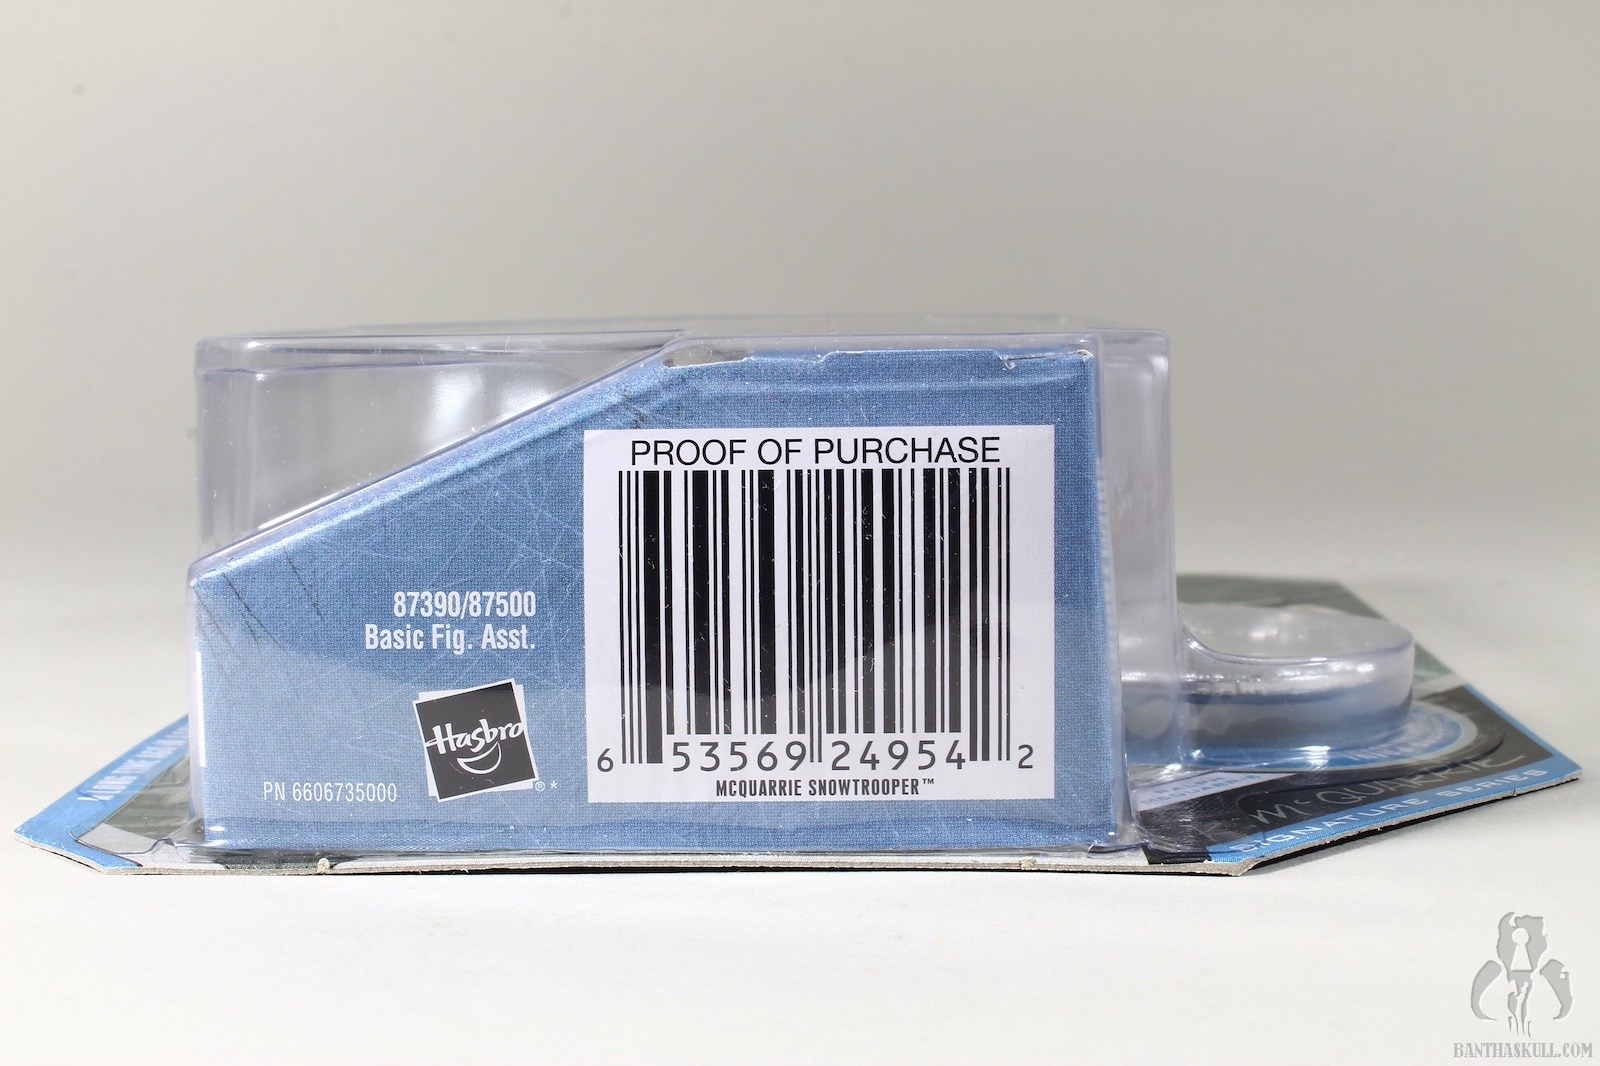 PROOF OF PURCHASE
87390/87500
Basic Fig. Asst.
Hasbro
®*
PN 6606735000
6 53569 24954 2
MCQUARRIE SNOWTROOPER™
McQUARRIE
SIGNATURE SERIES
BANTHASKULL.COM